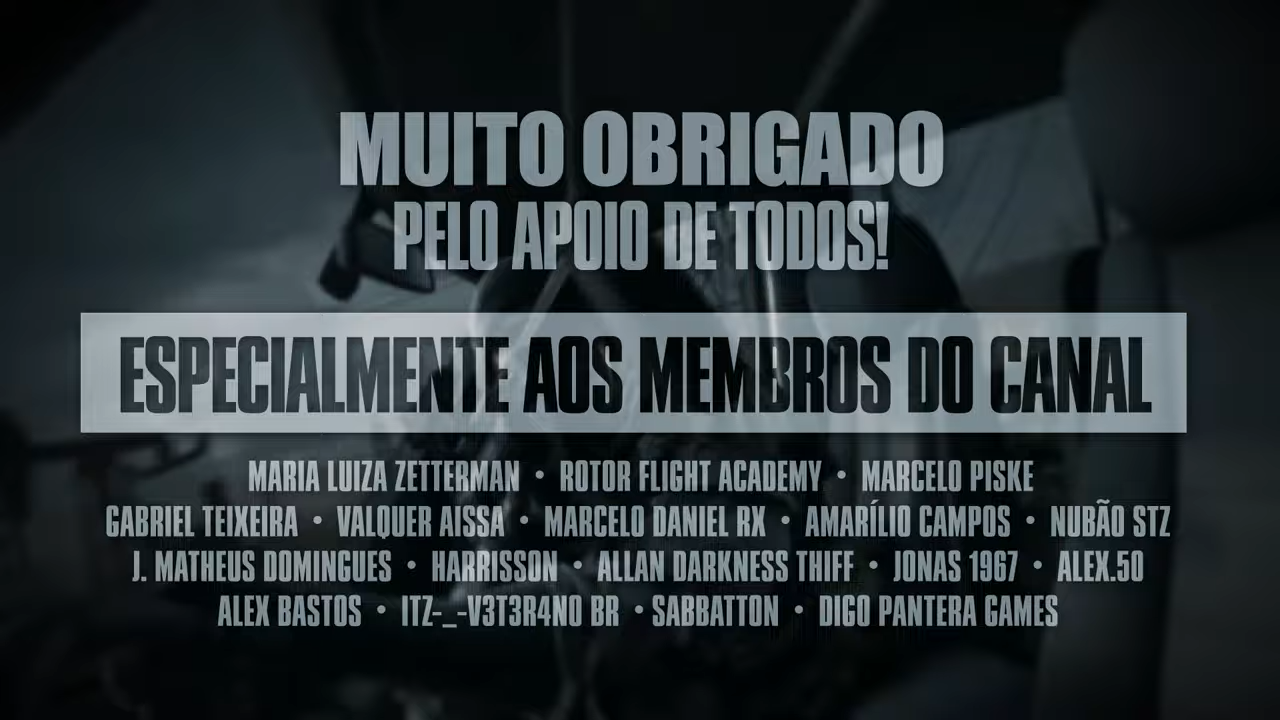 MUITO OBRIGADO
PELO APOIO DE TODOS!
ESPECIALMENTE AOS MEMBROS DO CANAL
MARIA LUIZA ZETTERMAN • ROTOR FLIGHT ACADEMY • MARCELO PISKE
GABRIEL TEIXEIRA • VALQUER AISSA • MARCELO DANIEL RX • AMARÍLIO CAMPOS • NUBÃO STZ
J. MATHEUS DOMINGUES • HARRISSON • ALLAN DARKNESS THIFF • JONAS 1967 • ALEX.50
ALEX BASTOS • ITZ-_-V3T3R4N0 BR • SABBATTON • DIGO PANTERA GAMES